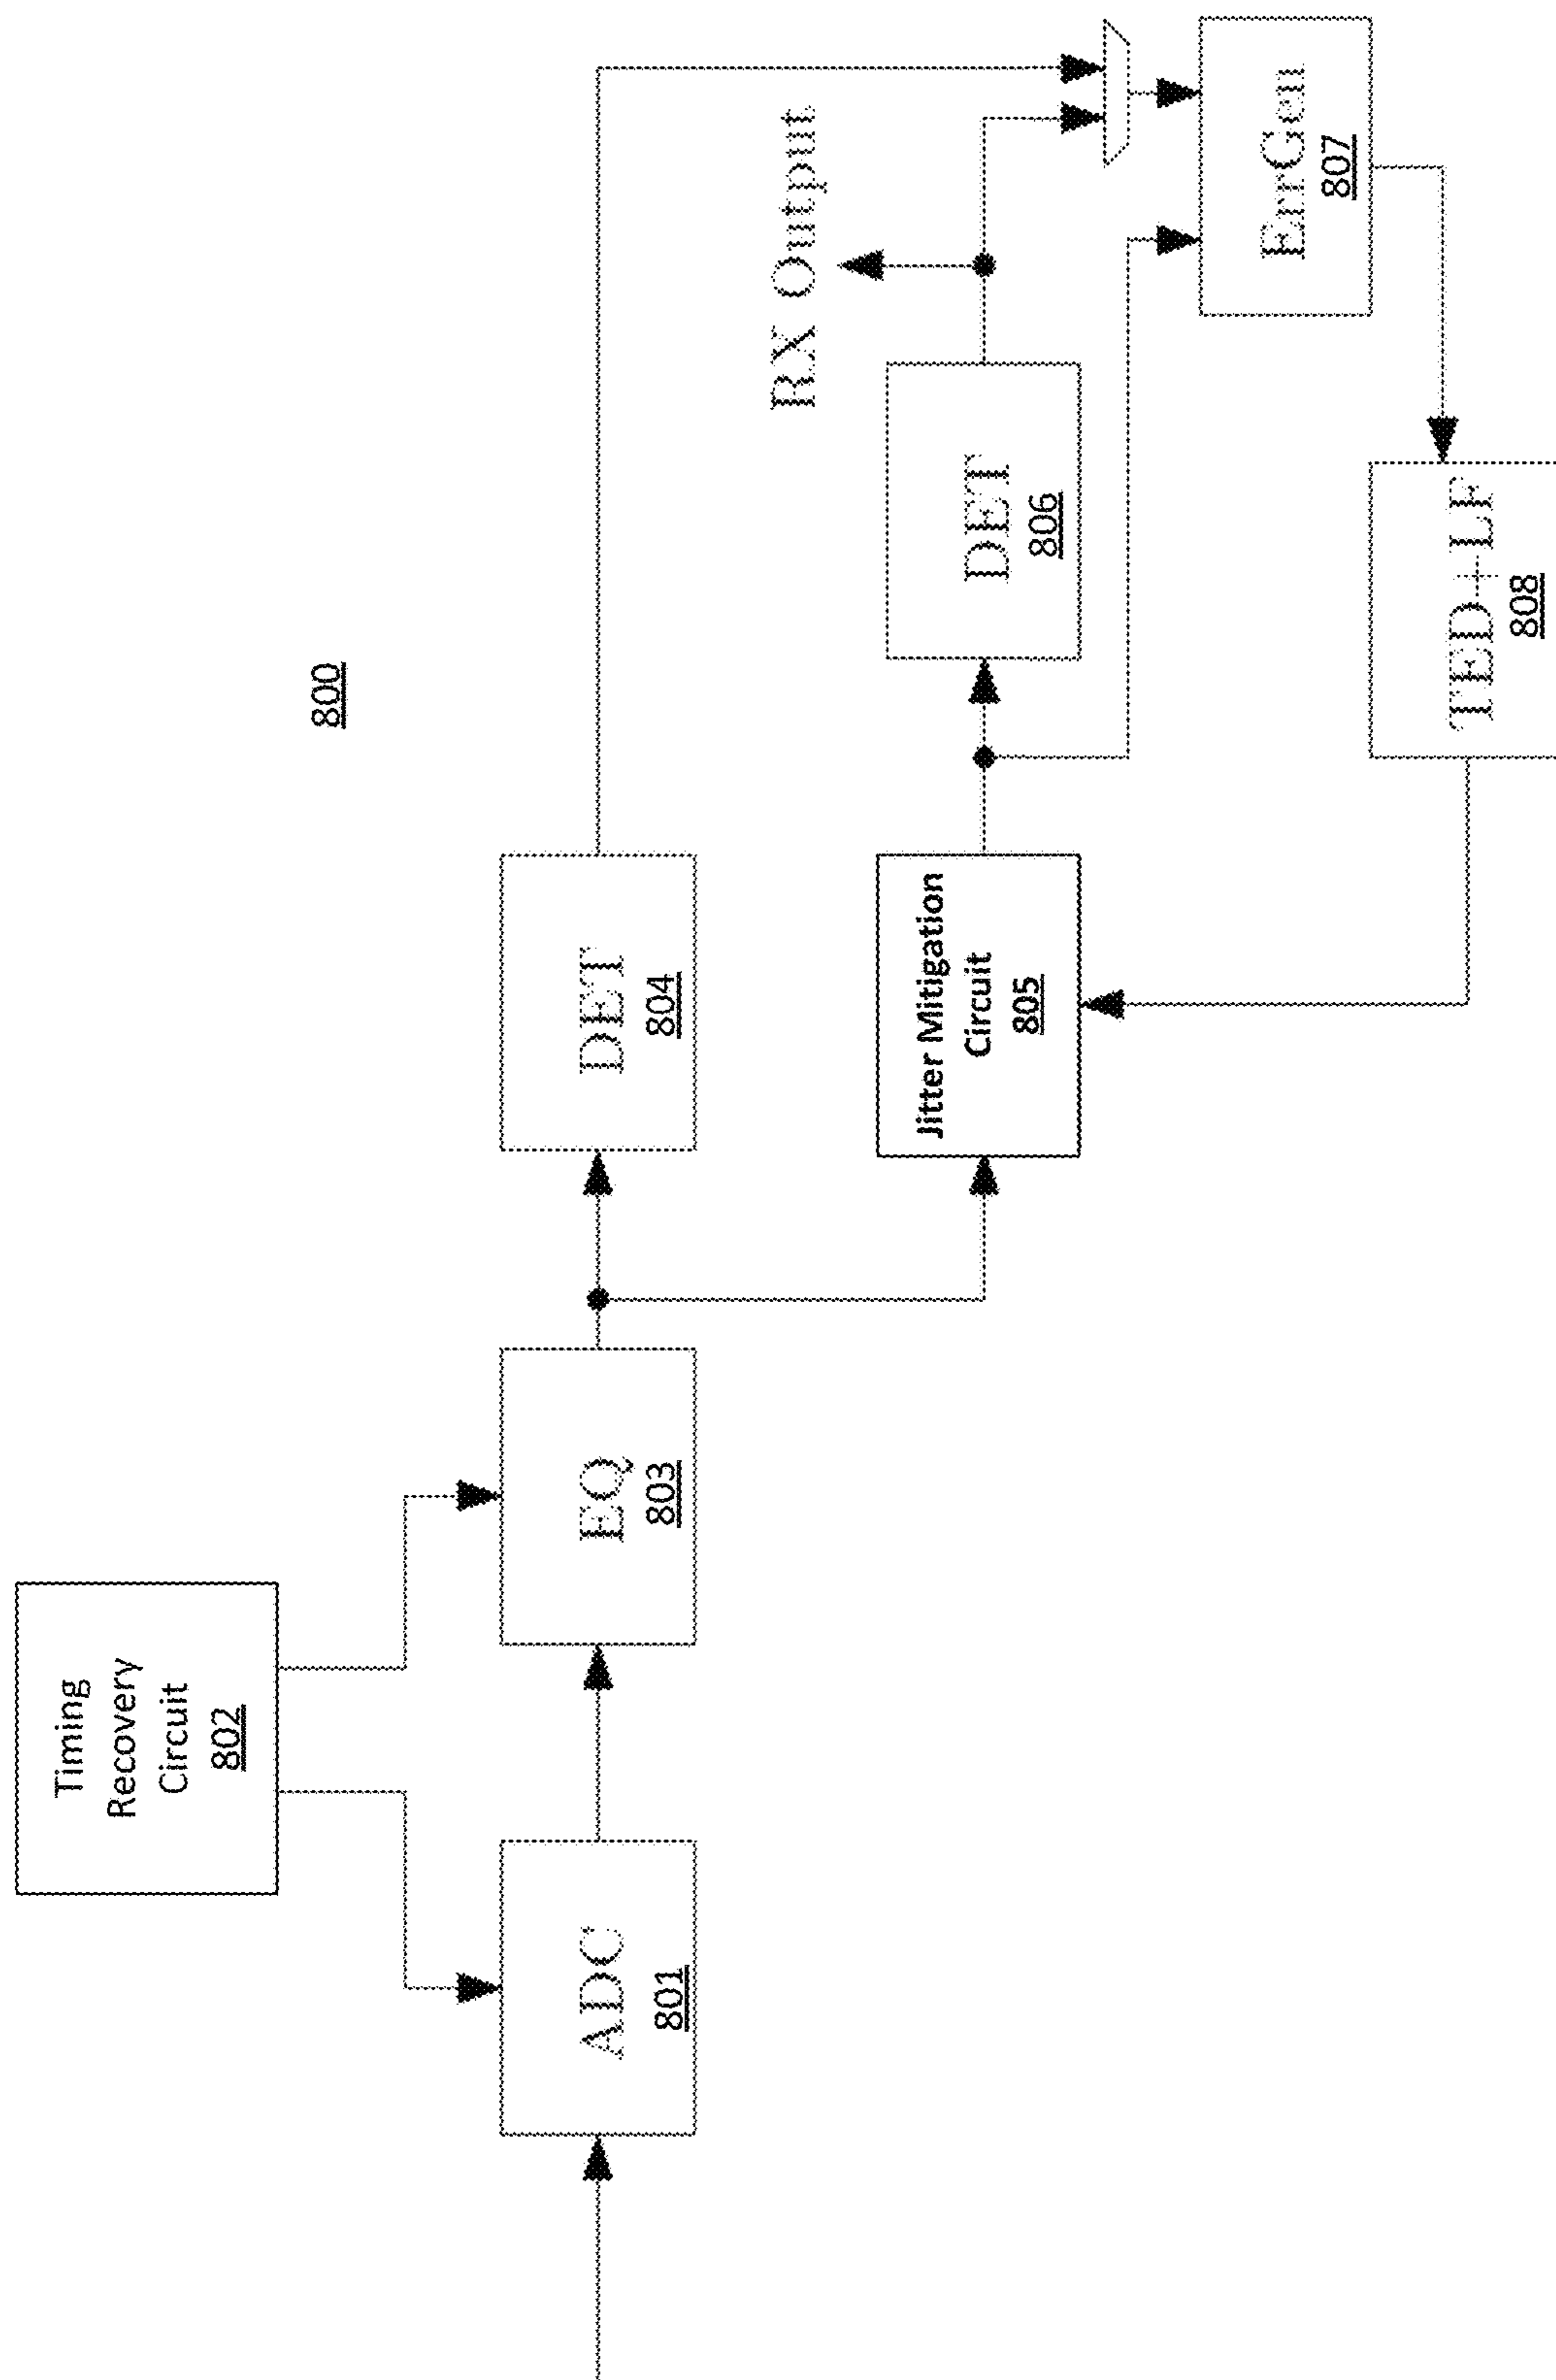 800
Timing
Recovery
Circuit
802
ADC
801
EQ
803
DET
804
Jitter Mitigation
Circuit
805
DET
806
RX Output
ErrGen
807
TED+LF
808